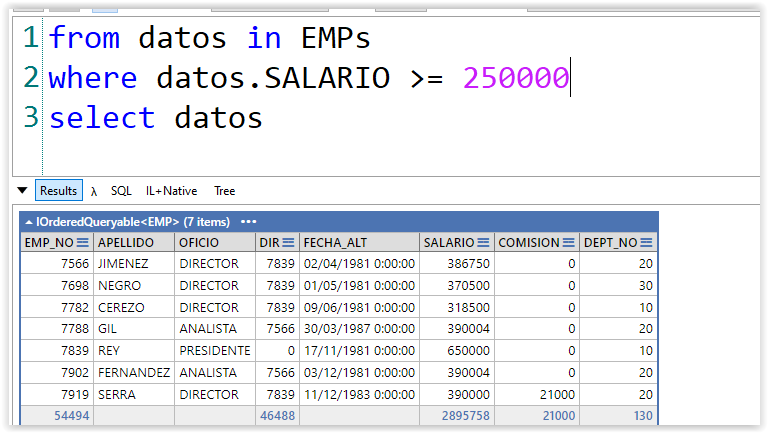 1 from datos in EMPs
2 where datos.SALARIO >= 250000
3 select datos
Results λ SQL IL+Native Tree
IOrderedQueryable<EMP> (7 items) •••
EMP_NO APELLIDO OFICIO DIR FECHA_ALT SALARIO COMISION DEPT_NO
7566 JIMENEZ DIRECTOR 7839 02/04/1981 0:00:00 386750 0 20
7698 NEGRO DIRECTOR 7839 01/05/1981 0:00:00 370500 0 30
7782 CEREZO DIRECTOR 7839 09/06/1981 0:00:00 318500 0 10
7788 GIL ANALISTA 7566 30/03/1987 0:00:00 390004 0 20
7839 REY PRESIDENTE 0 17/11/1981 0:00:00 650000 0 10
7902 FERNANDEZ ANALISTA 7566 03/12/1981 0:00:00 390004 0 20
7919 SERRA DIRECTOR 7839 11/12/1983 0:00:00 390000 21000 20
54494 46488 2895758 21000 130